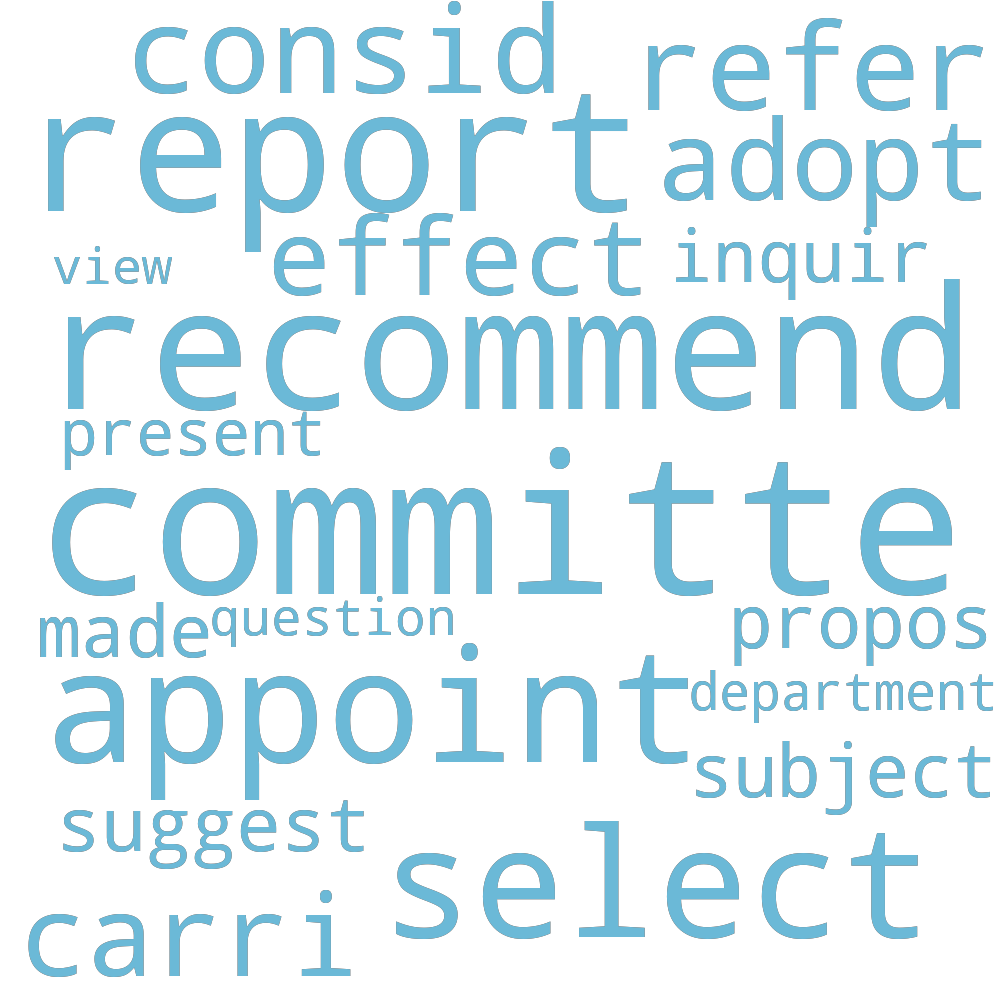 consid
refer
report
adopt
effect
inquir
view
recommend
present
committe
made
question
propos
appoint
department
subject
suggest
select
carri